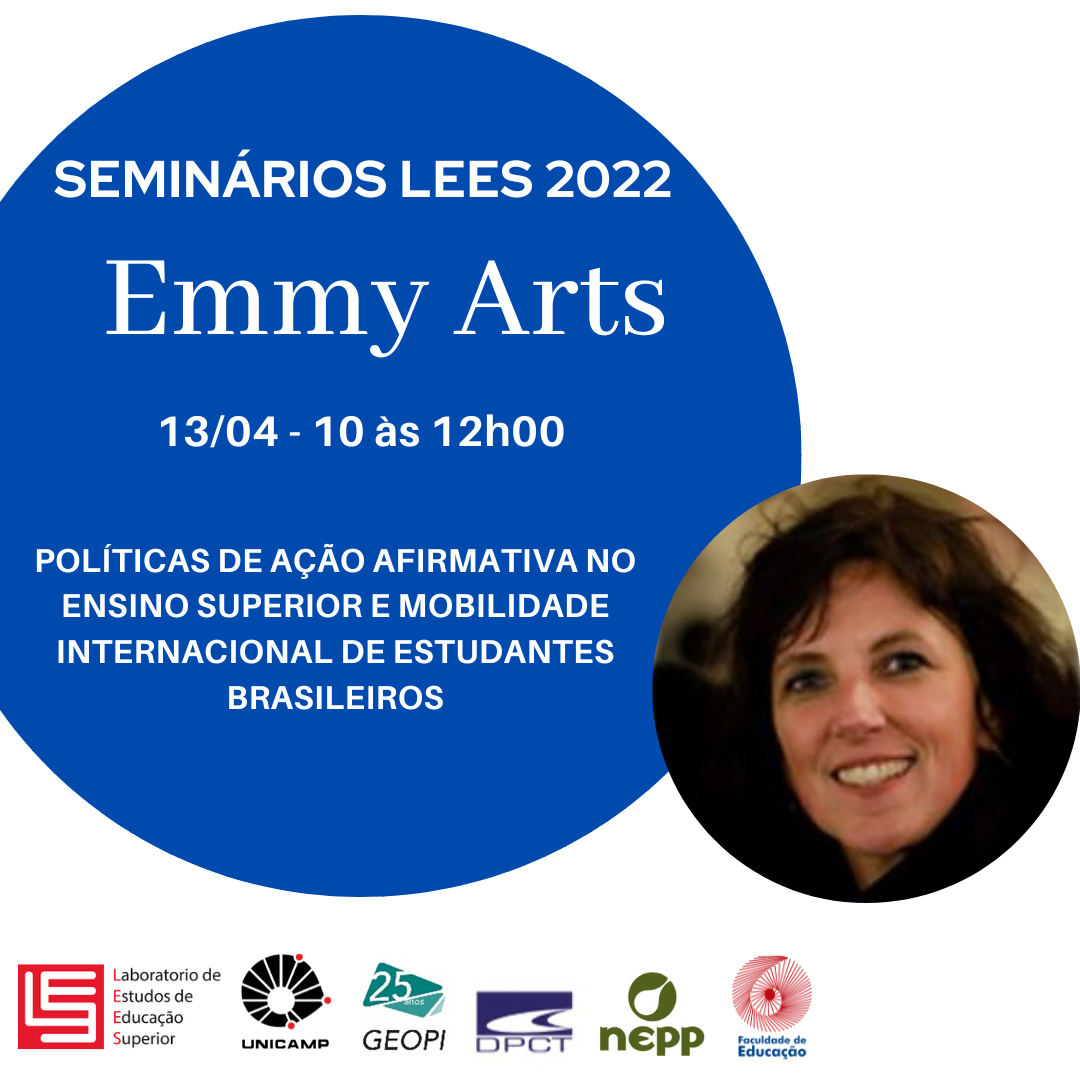 SEMINÁRIOS LEES 2022
Emmy Arts
13/04 - 10 às 12h00
POLÍTICAS DE AÇÃO AFIRMATIVA NO
ENSINO SUPERIOR E MOBILIDADE
INTERNACIONAL DE ESTUDANTES
BRASILEIROS
Laboratorio de
Estudos de
Educação
Superior
UNICAMP
25
anos
GEOPI
DPCT
nepp
Faculdade de
Educação